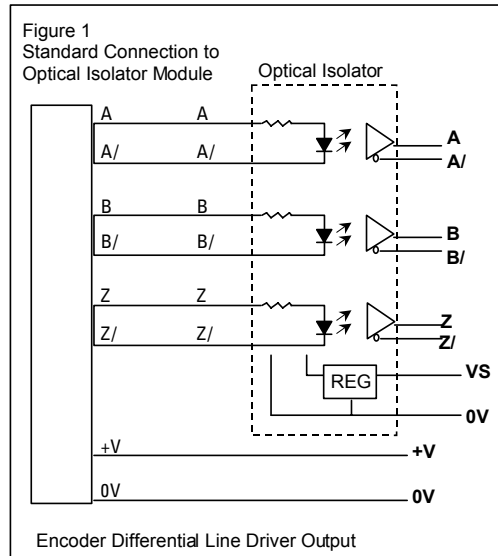 Figure 1
Standard Connection to
Optical Isolator Module
Optical Isolator
A A
A
A/ A/
A/
B B
B
B/ B/
B/
Z Z
Z
Z/ Z/
Z/
VS
REG
0V
+V +V
0V 0V
Encoder Differential Line Driver Output